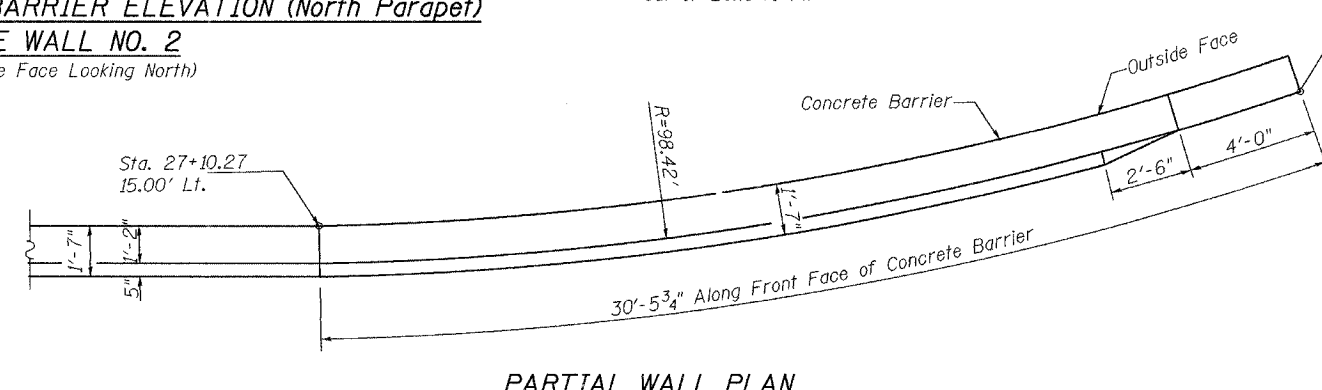 BARRIER ELEVATION (North Parapet)
E WALL NO. 2
e Face Looking North)
Outside Face
Concrete Barrier
R=98.42'
Sta. 27+10.27
15.00' Lt.
4'-0"
2'-6"
1'-7"
1'-7"
1'-2"
5"
30'-5¾" Along Front Face of Concrete Barrier
PARTIAL WALL PLAN